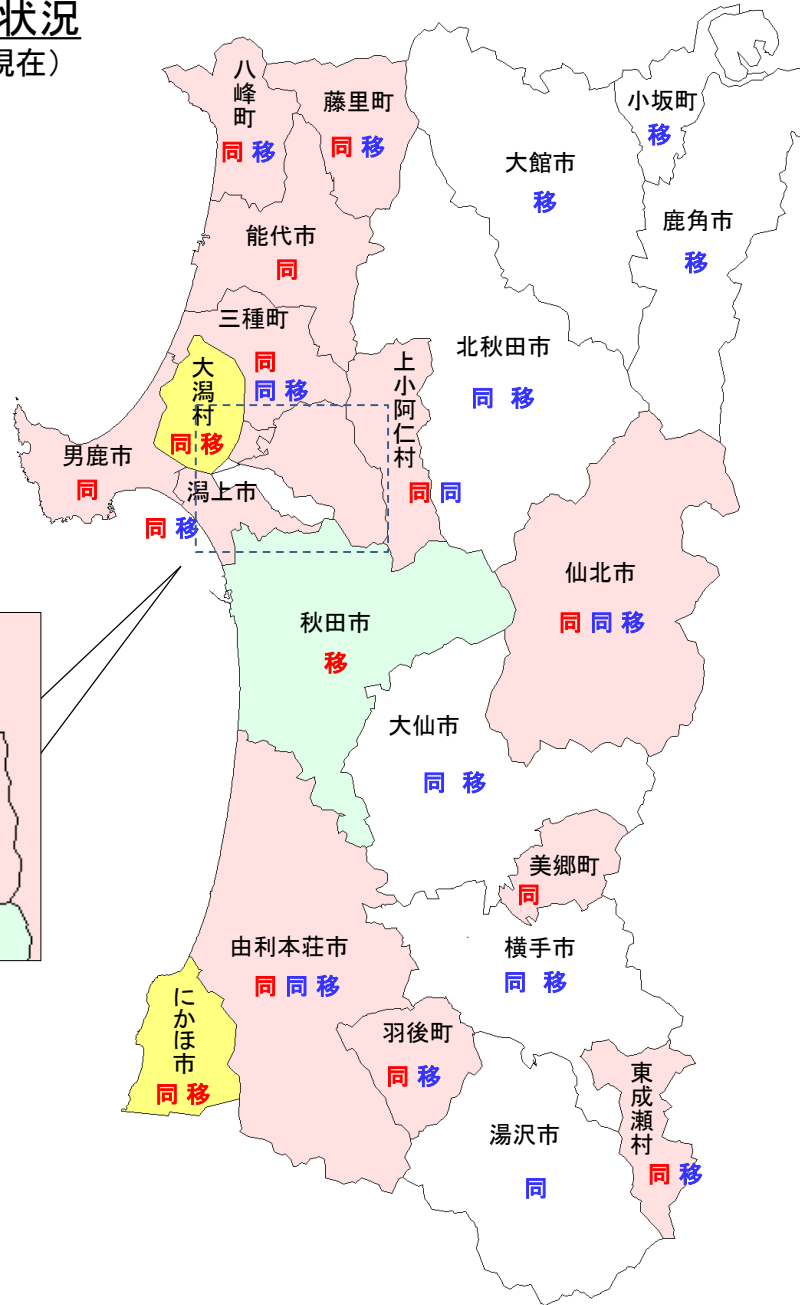 状況
現在）
八峰町
同 移
藤里町
同 移
小坂町
移
大館市
移
鹿角市
移
能代市
同
三種町
同
同 移
大潟村
同 移
上小阿仁村
同 同
北秋田市
同 移
男鹿市
同
潟上市
同 移
仙北市
同 同 移
秋田市
移
大仙市
同 移
美郷町
同
由利本荘市
同 同 移
横手市
同 移
にかほ市
同 移
羽後町
同 移
東成瀬村
同 移
湯沢市
同